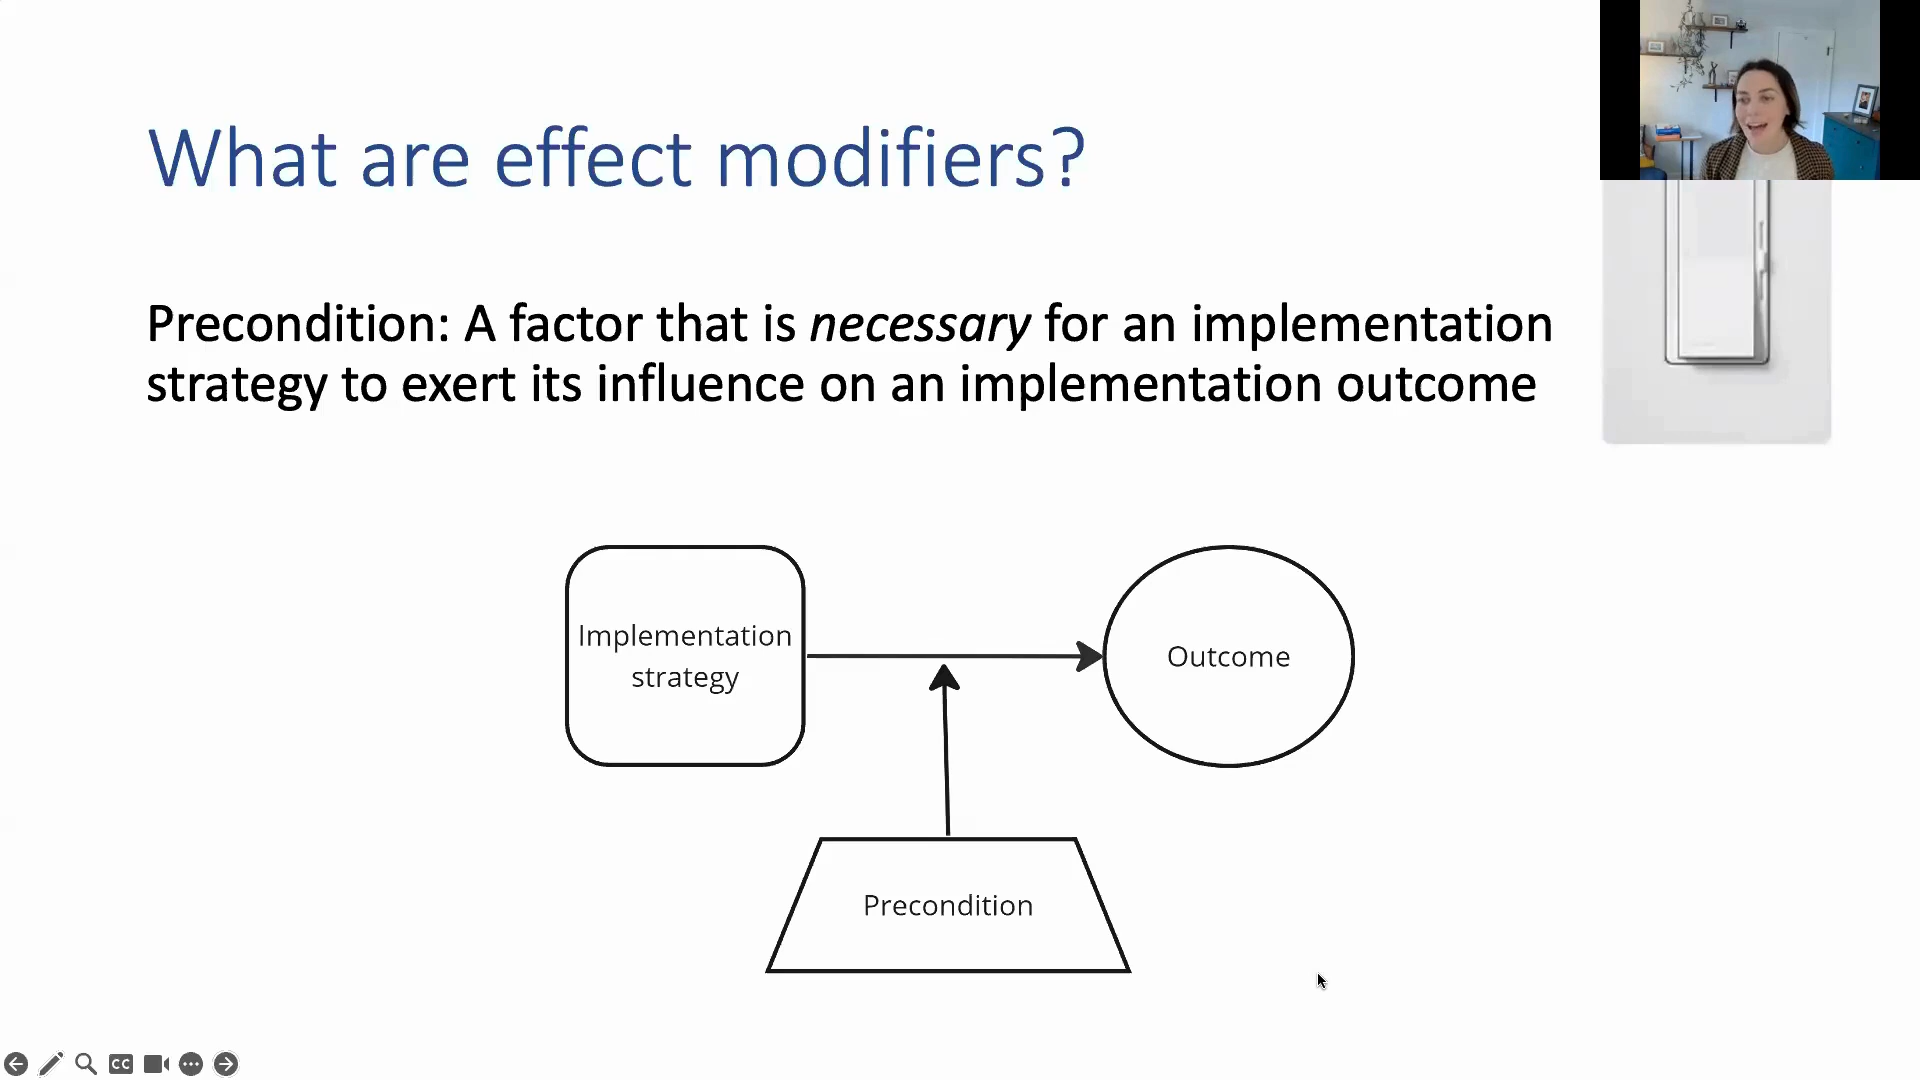 What are effect modifiers?
Precondition: A factor that is necessary for an implementation
strategy to exert its influence on an implementation outcome
Implementation
strategy
Outcome
Precondition
CC